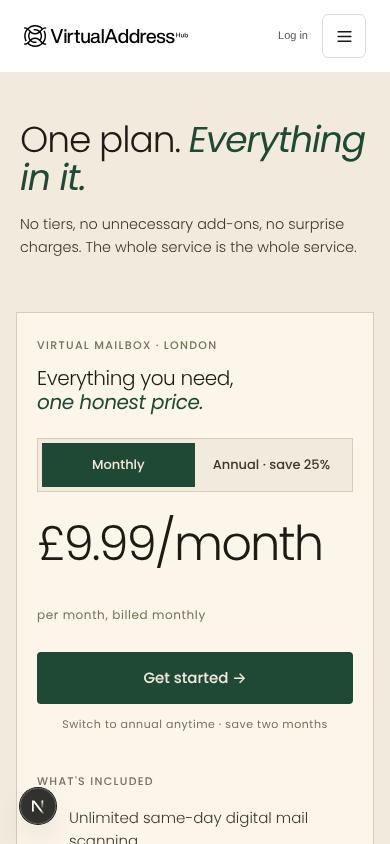 VirtualAddress Hub
Log in
One plan. Everything
in it.
No tiers, no unnecessary add-ons, no surprise
charges. The whole service is the whole service.
VIRTUAL MAILBOX · LONDON
Everything you need,
one honest price.
Monthly
Annual · save 25%
£9.99/month
per month, billed monthly
Get started →
Switch to annual anytime · save two months
WHAT'S INCLUDED
N
Unlimited same-day digital mail
scanning